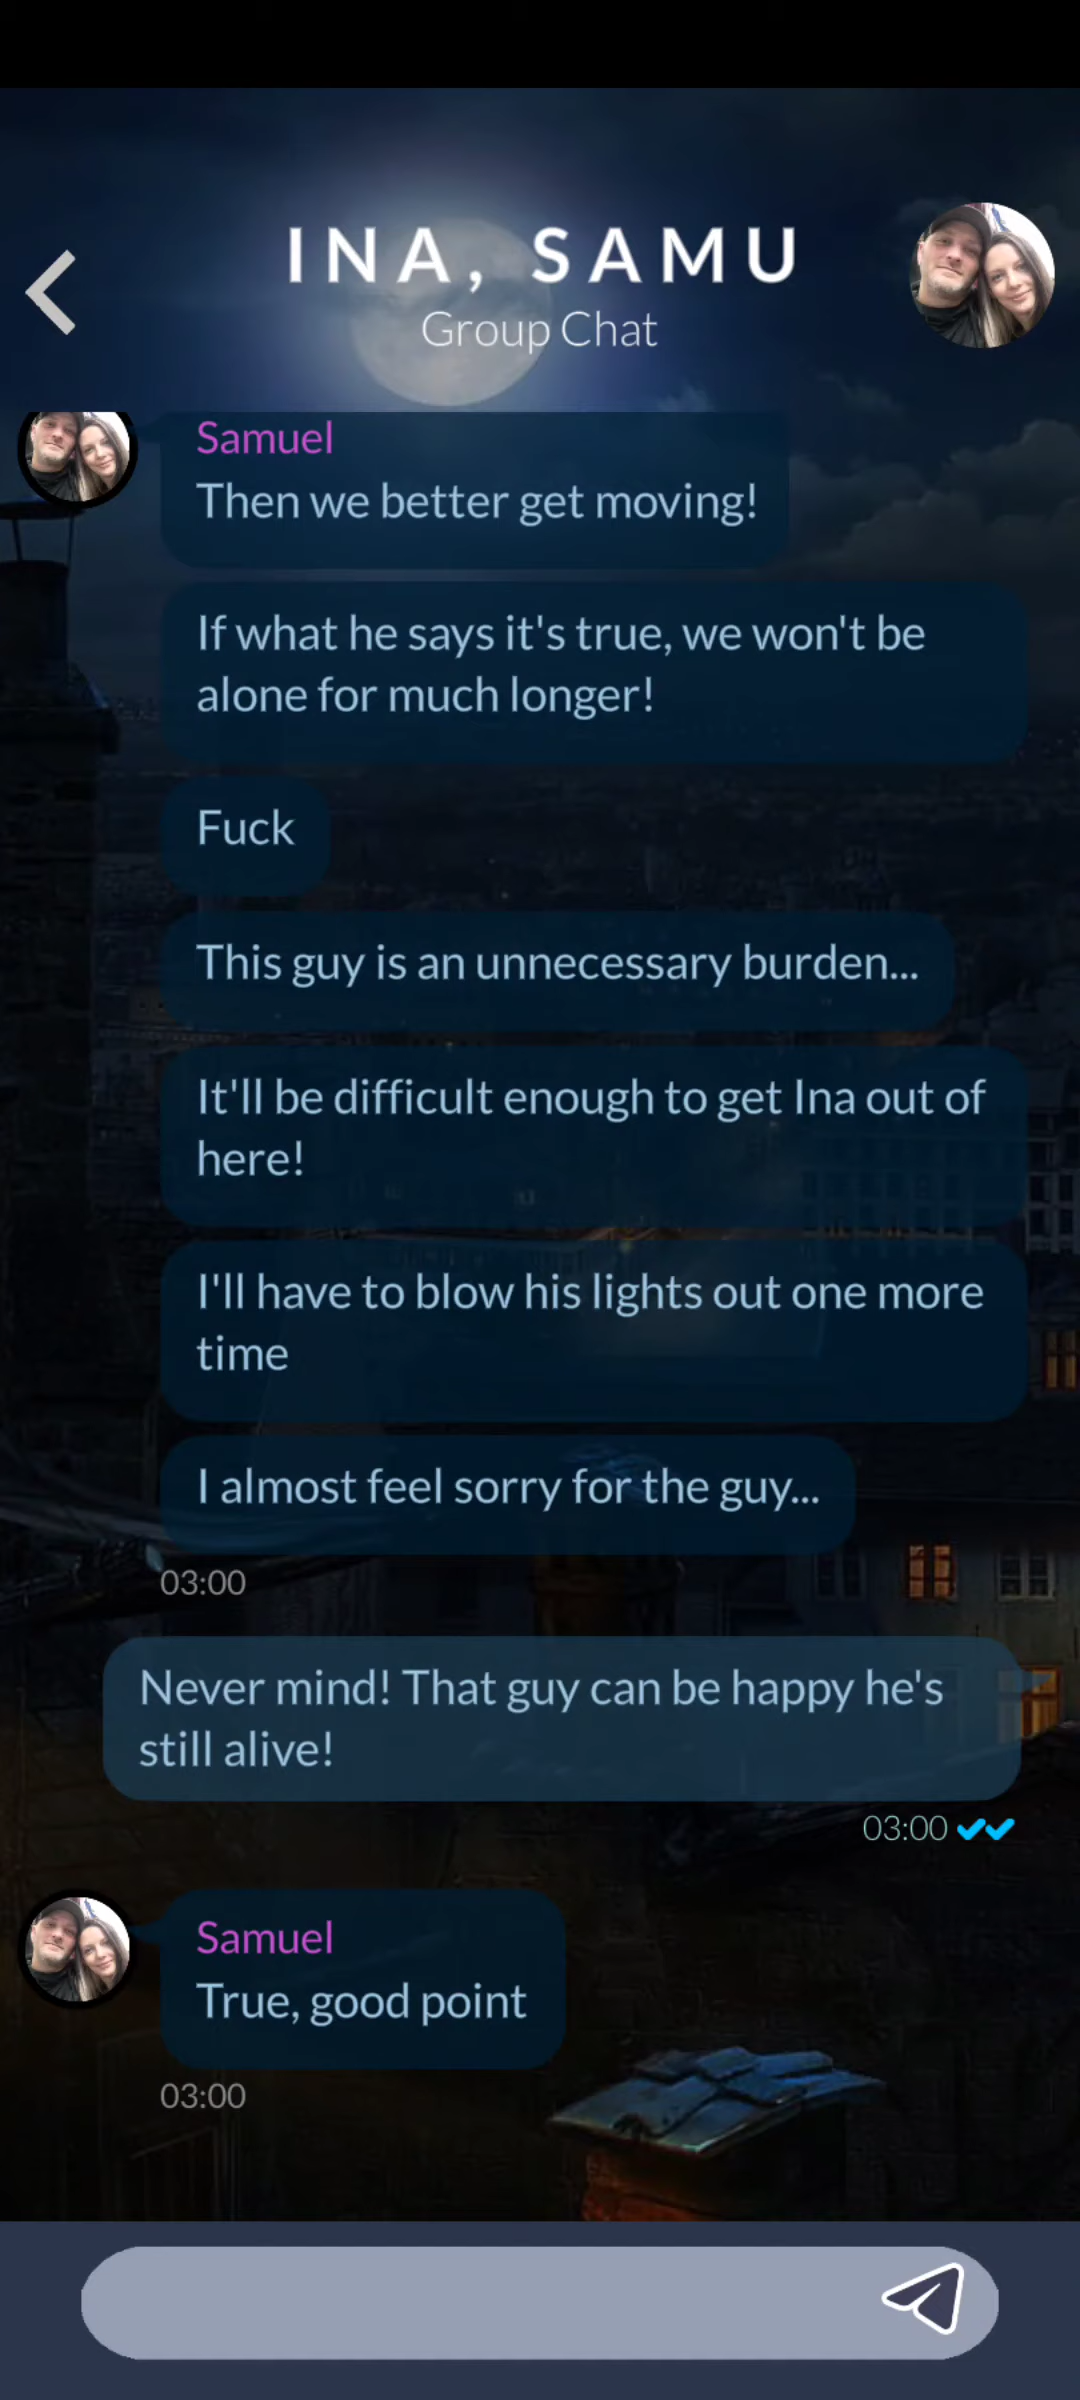 INA, SAMU
Group Chat
Samuel
Then we better get moving!
If what he says it's true, we won't be
alone for much longer!
Fuck
This guy is an unnecessary burden...
It'll be difficult enough to get Ina out of
here!
I'll have to blow his lights out one more
time
I almost feel sorry for the guy...
03:00
Never mind! That guy can be happy he's
still alive!
03:00
Samuel
True, good point
03:00